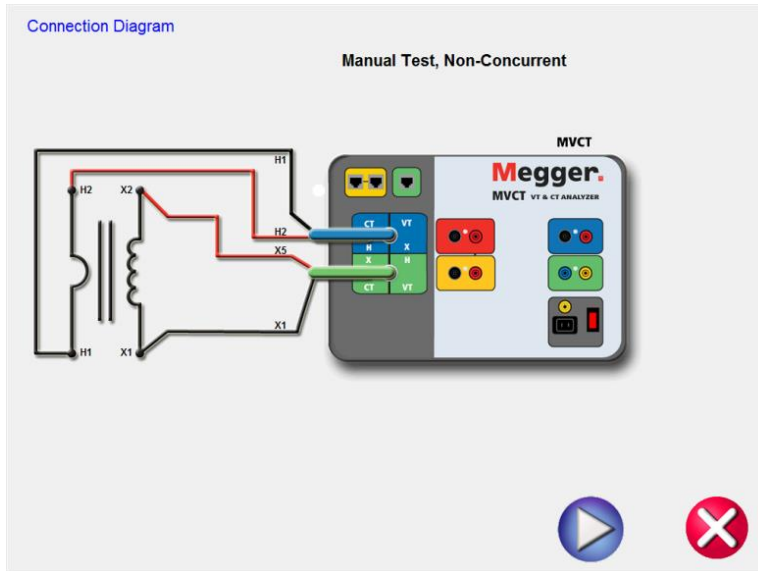 Connection Diagram
Manual Test, Non-Concurrent
MVCT
H1
Megger.
MVCT VT & CT ANALYZER
H2 X2
CT VT
H2
H X
X5
X H
CT VT
X1
H1 X1